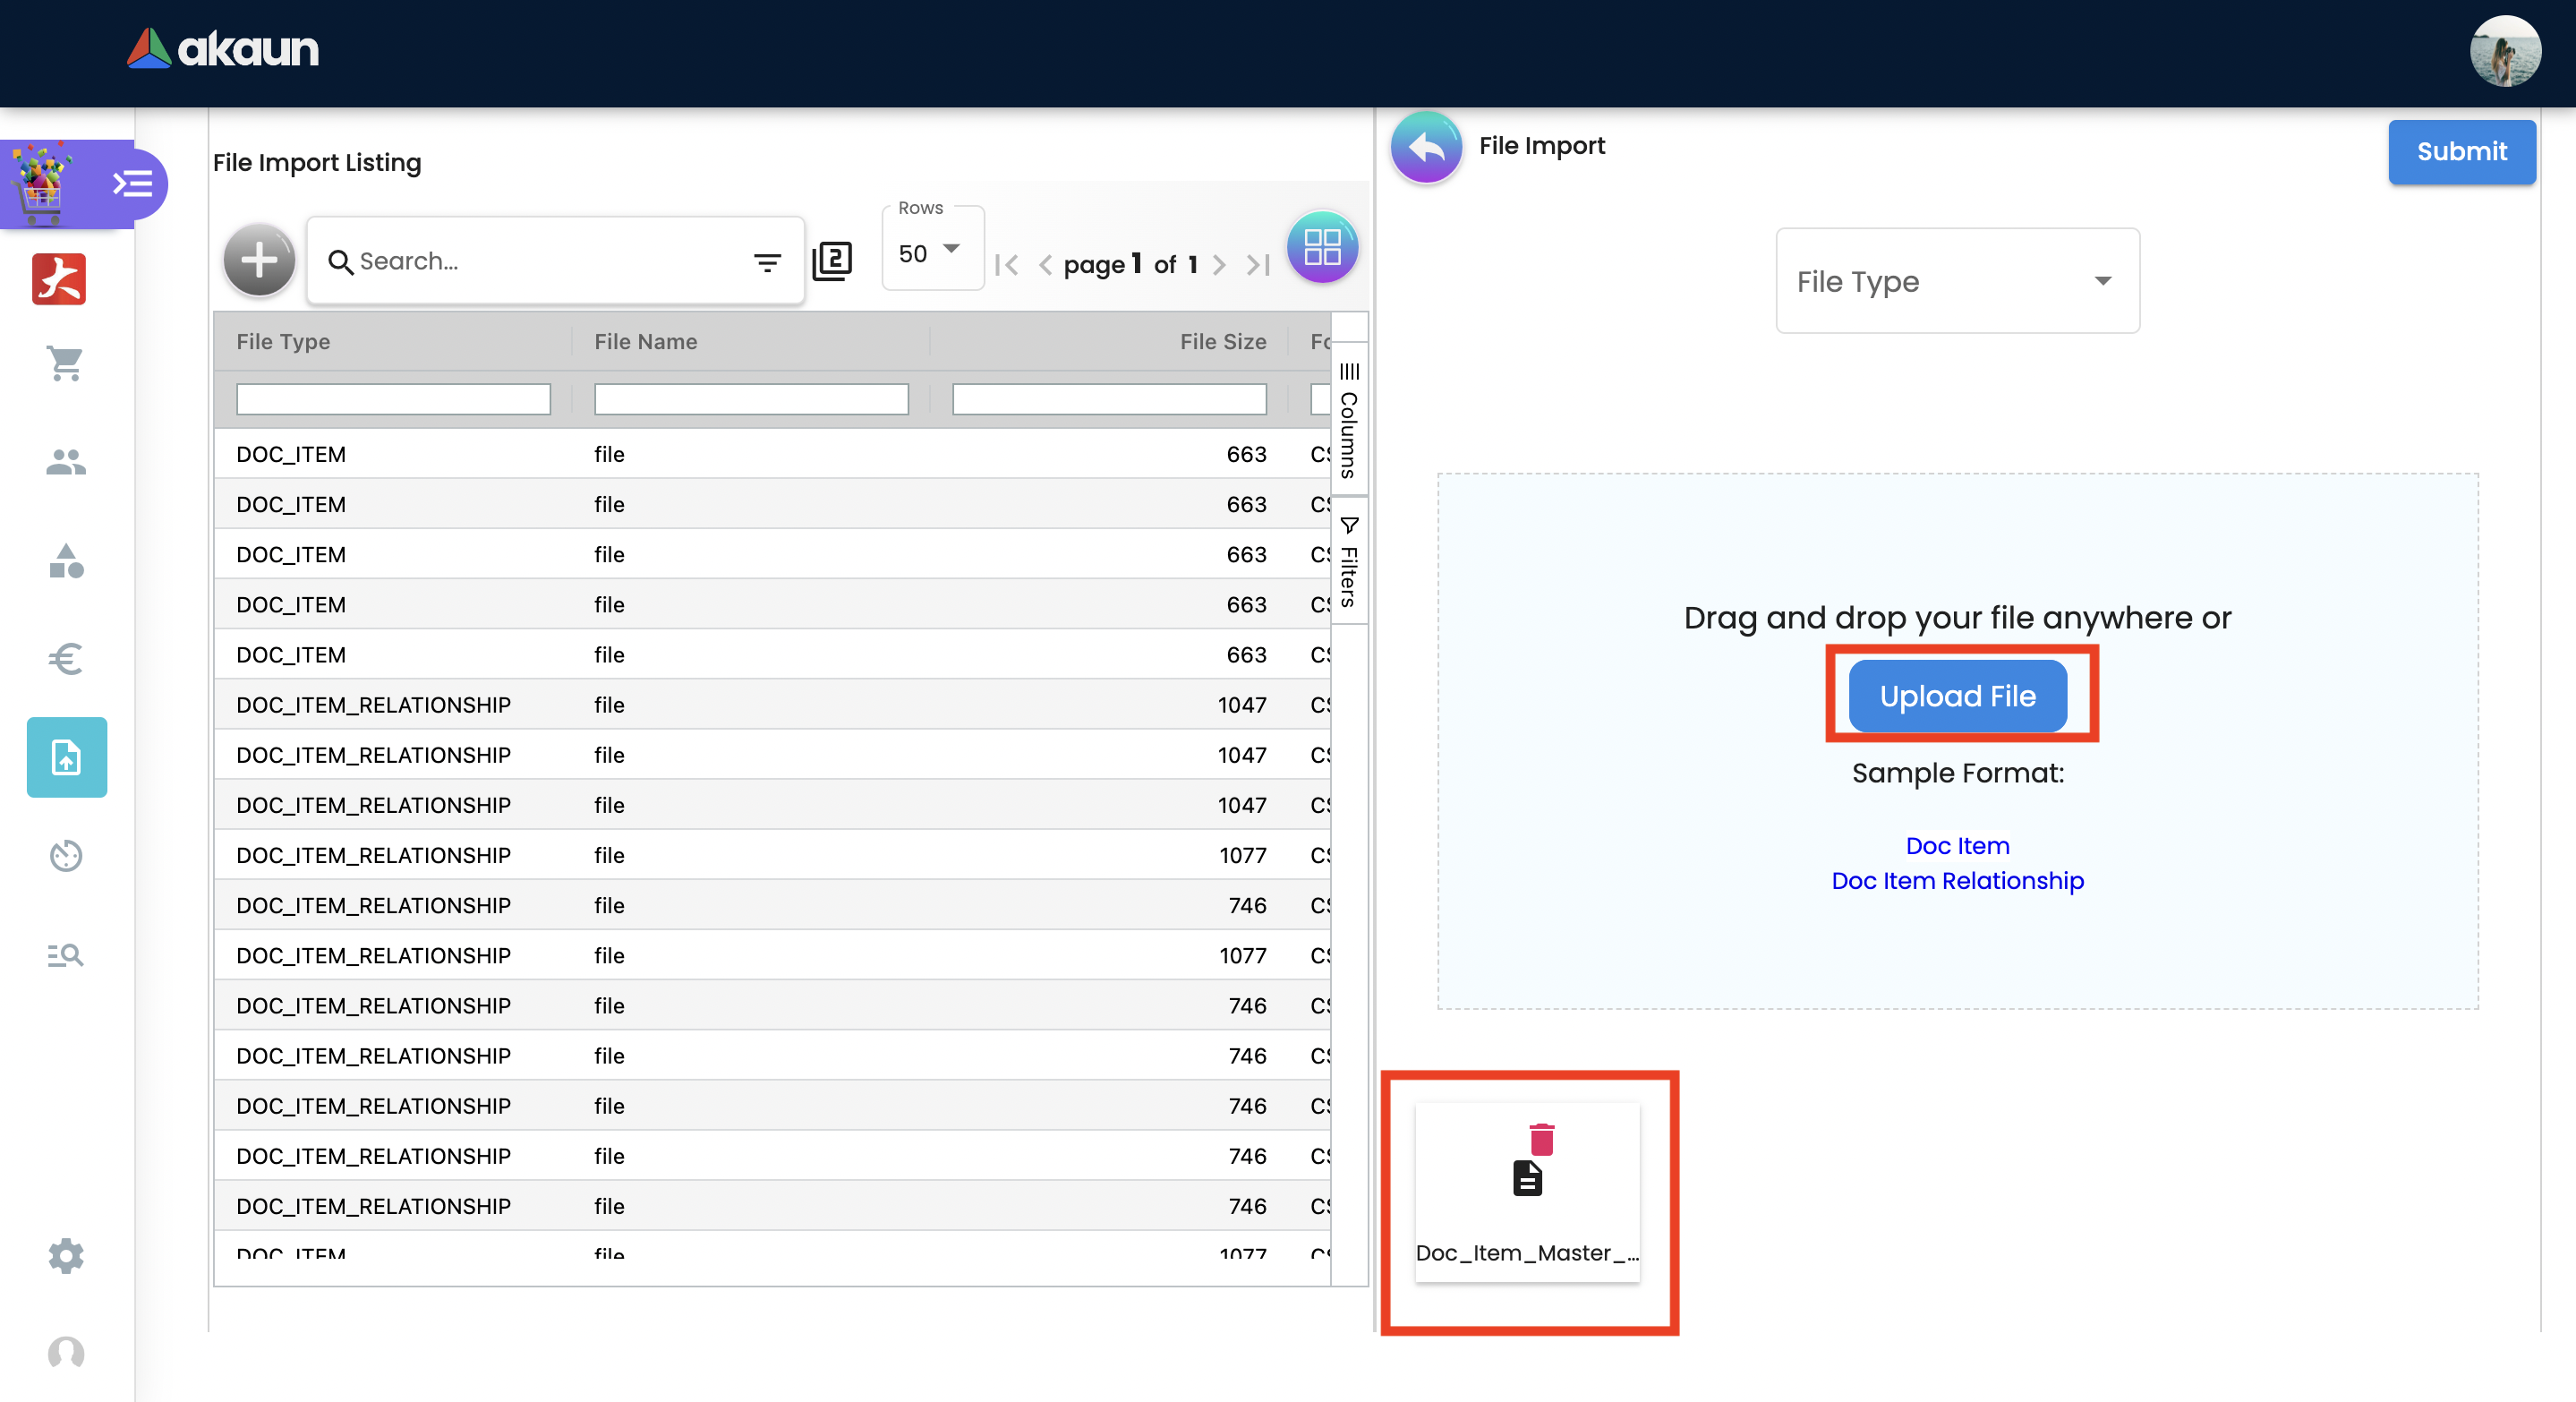 akaun
File Import Listing
File Import
Submit
Search...
2
Rows
50
page 1 of 1
File Type
File Type File Name File Size
Columns
Filters
DOC_ITEM file 663
DOC_ITEM file 663
DOC_ITEM file 663
DOC_ITEM file 663
DOC_ITEM file 663
DOC_ITEM_RELATIONSHIP file 1047
DOC_ITEM_RELATIONSHIP file 1047
DOC_ITEM_RELATIONSHIP file 1047
DOC_ITEM_RELATIONSHIP file 1077
DOC_ITEM_RELATIONSHIP file 746
DOC_ITEM_RELATIONSHIP file 1077
DOC_ITEM_RELATIONSHIP file 746
DOC_ITEM_RELATIONSHIP file 746
DOC_ITEM_RELATIONSHIP file 746
DOC_ITEM_RELATIONSHIP file 746
DOC_ITEM_RELATIONSHIP file 746
DOC_ITEM file 1077
Drag and drop your file anywhere or
Upload File
Sample Format:
Doc Item
Doc Item Relationship
Doc_Item_Master_...